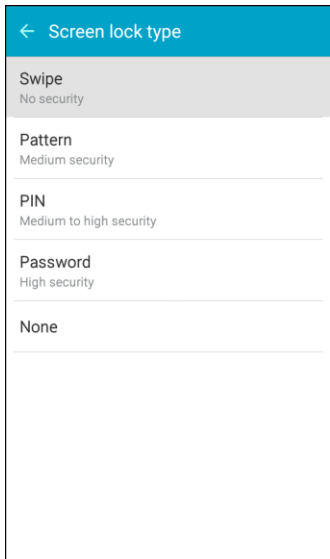 Screen lock type
Swipe
No security
Pattern
Medium security
PIN
Medium to high security
Password
High security
None